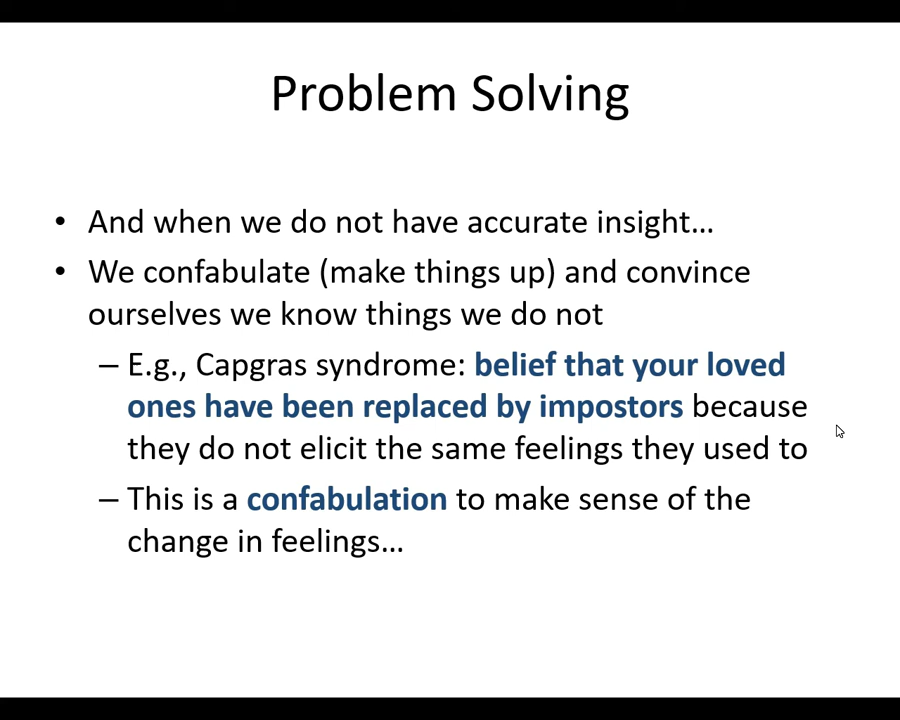 Problem Solving
• And when we do not have accurate insight...
• We confabulate (make things up) and convince
ourselves we know things we do not
– E.g., Capgras syndrome: belief that your loved
ones have been replaced by impostors because
they do not elicit the same feelings they used to
– This is a confabulation to make sense of the
change in feelings...